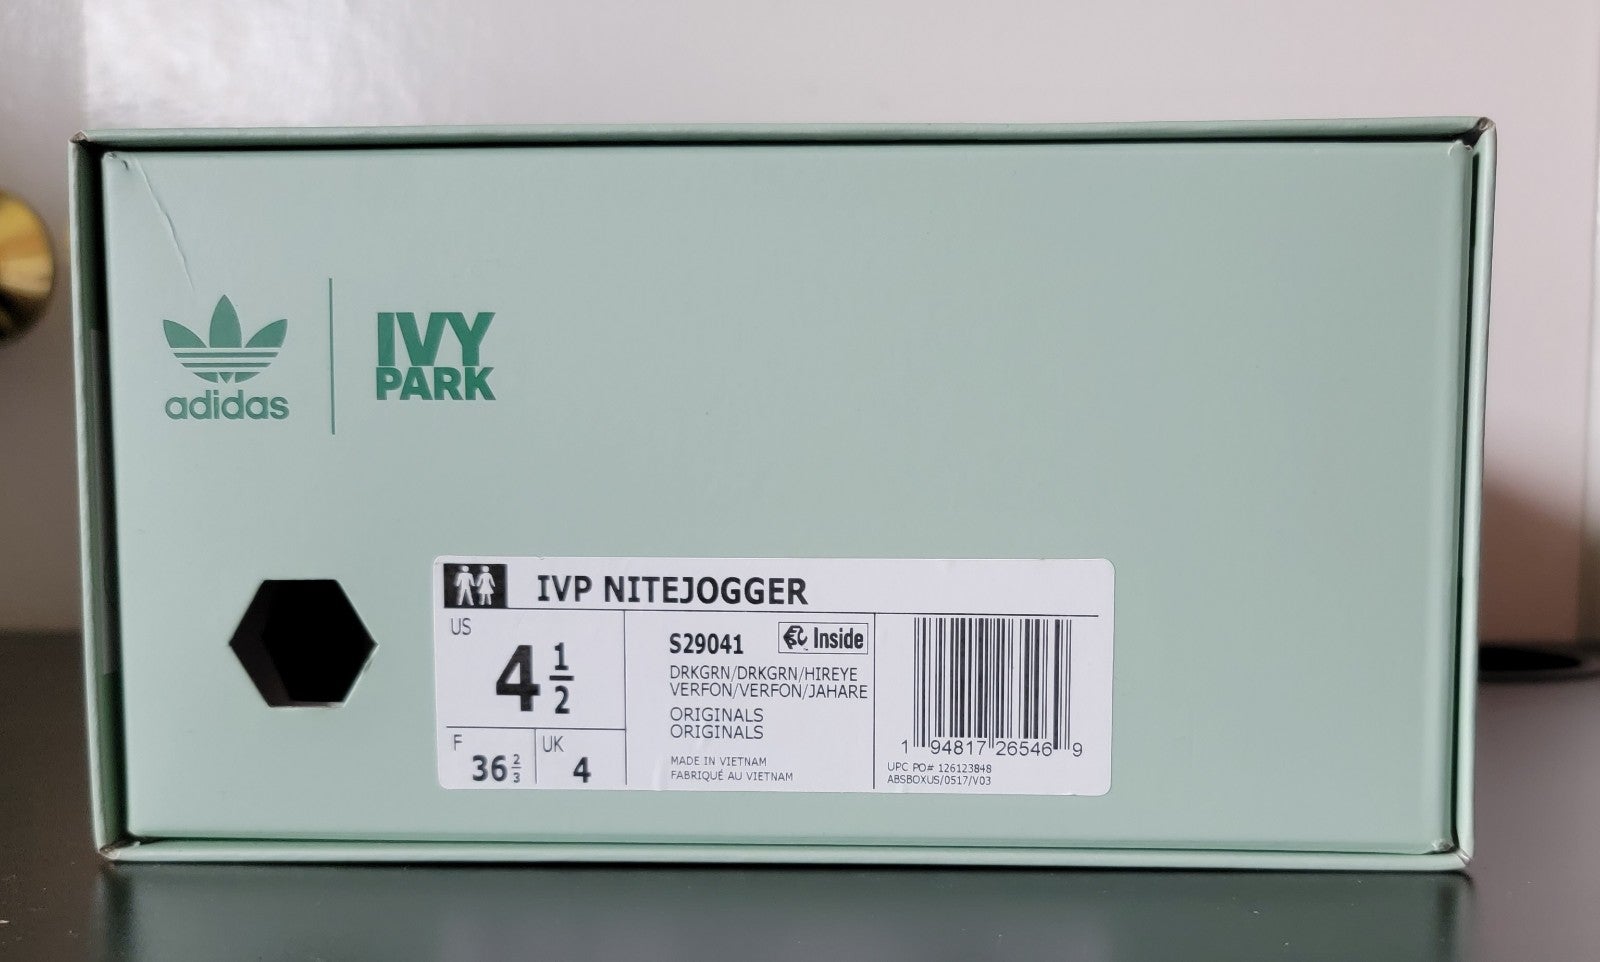 adidas
IVY
PARK
IVP NITEJOGGER
US
4 1/2
F
36 2/3
UK
4
S29041
Inside
DRKGRN/DRKGRN/HIREYE
VERFON/VERFON/JAHARE
ORIGINALS
ORIGINALS
MADE IN VIETNAM
FABRIQUÉ AU VIETNAM
1 94817 26546 9
UPC PO# 126123848
ABSBOXUS/0517/V03